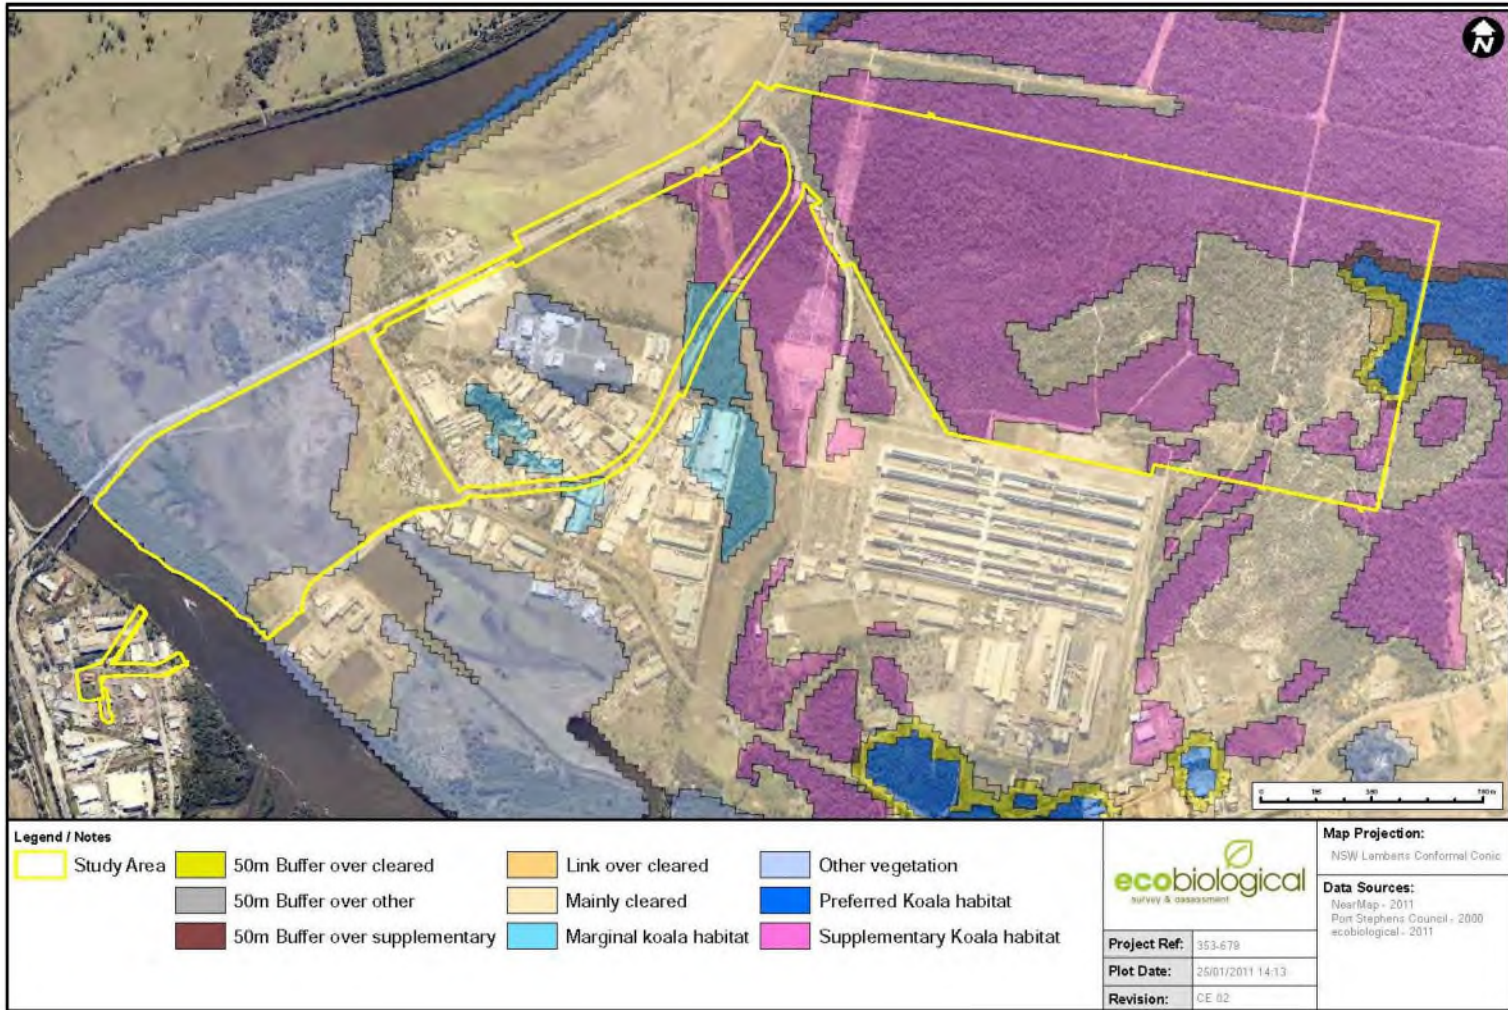 N
0
Legend / Notes
Study Area
50m Buffer over cleared
50m Buffer over other
50m Buffer over supplementary
Link over cleared
Mainly cleared
Marginal koala habitat
Other vegetation
Preferred Koala habitat
Supplementary Koala habitat
ecobiological
survey & assessment
Project Ref: 353-679
Plot Date: 25/01/2011 14:13
Revision: CE 02
Map Projection:
NSW Lamberts Conformal Conic
Data Sources:
NearMap - 2011
Port Stephens Council - 2000
ecobiological - 2011